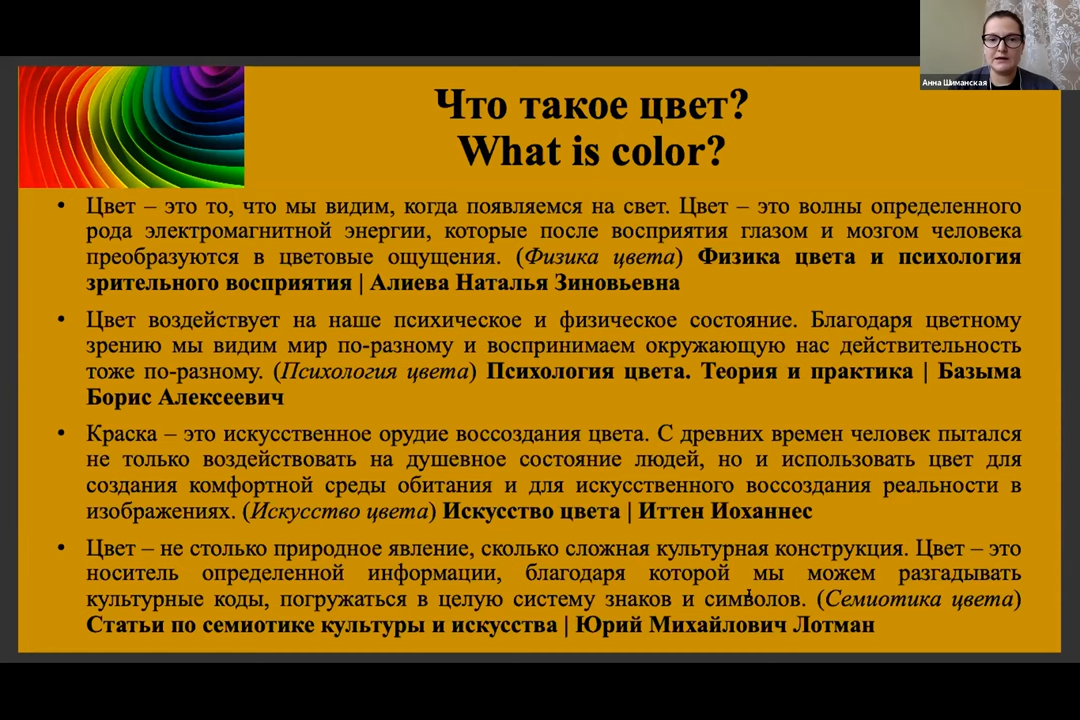 Анна Шиманская
Что такое цвет?
What is color?
• Цвет – это то, что мы видим, когда появляемся на свет. Цвет – это волны определенного
рода электромагнитной энергии, которые после восприятия глазом и мозгом человека
преобразуются в цветовые ощущения. (Физика цвета) Физика цвета и психология
зрительного восприятия | Алиева Наталья Зиновьевна
• Цвет воздействует на наше психическое и физическое состояние. Благодаря цветному
зрению мы видим мир по-разному и воспринимаем окружающую нас действительность
тоже по-разному. (Психология цвета) Психология цвета. Теория и практика | Базыма
Борис Алексеевич
• Краска – это искусственное орудие воссоздания цвета. С древних времен человек пытался
не только воздействовать на душевное состояние людей, но и использовать цвет для
создания комфортной среды обитания и для искусственного воссоздания реальности в
изображениях. (Искусство цвета) Искусство цвета | Иттен Иоханнес
• Цвет – не столько природное явление, сколько сложная культурная конструкция. Цвет – это
носитель определенной информации, благодаря которой мы можем разгадывать
культурные коды, погружаться в целую систему знаков и символов. (Семиотика цвета)
Статьи по семиотике культуры и искусства | Юрий Михайлович Лотман